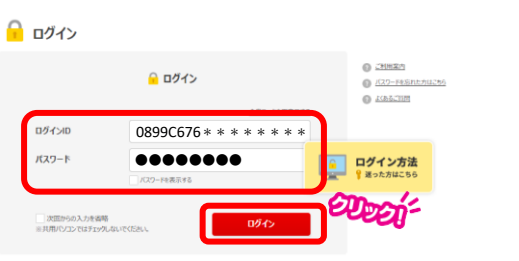 ログイン
ログイン
ご利用案内
パスワードを忘れた方はこちら
よくあるご質問
ログインID
0899C676＊＊＊＊＊＊＊＊
パスワード
●●●●●●●●
パスワードを表示する
ログイン方法
迷った方はこちら
クリック!
次回からの入力を省略
※共用パソコンではチェックしないでください。
ログイン